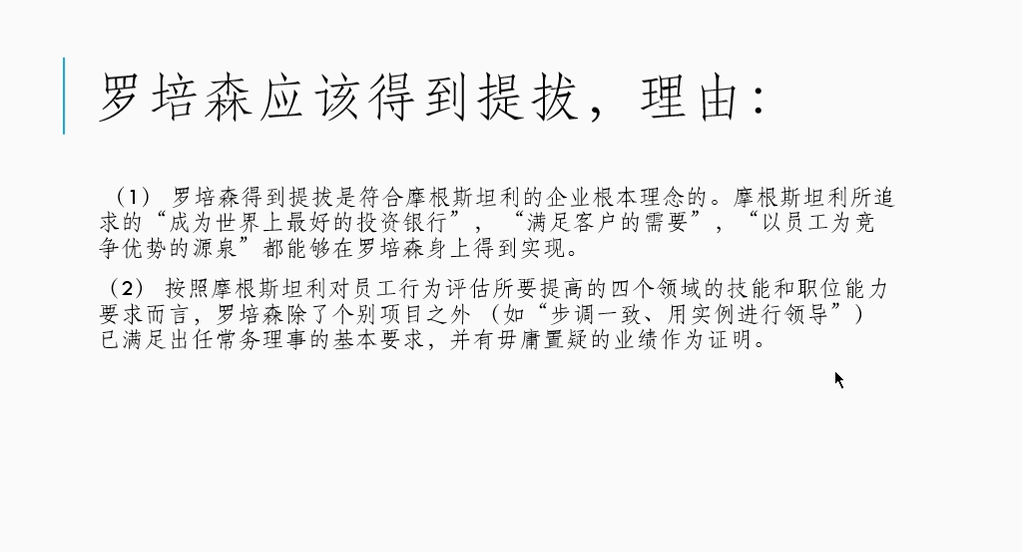 罗培森应该得到提拔，理由：
（1） 罗培森得到提拔是符合摩根斯坦利的企业根本理念的。摩根斯坦利所追
求的“成为世界上最好的投资银行”，“满足客户的需要”，“以员工为竞
争优势的源泉”都能够在罗培森身上得到实现。
（2） 按照摩根斯坦利对员工行为评估所要提高的四个领域的技能和职位能力
要求而言，罗培森除了个别项目之外 （如“步调一致、用实例进行领导”）
已满足出任常务理事的基本要求，并有毋庸置疑的业绩作为证明。